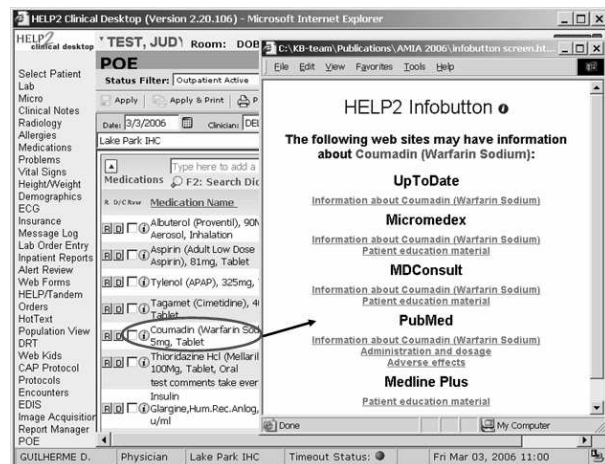 HELP2 Clinical Desktop (Version 2.20.106) - Microsoft Internet Explorer
HELP2
clinical desktop
TEST, JUDY Room: DOB
Select Patient
Lab
Micro
Clinical Notes
Radiology
Allergies
Medications
Problems
Vital Signs
Height/Weight
Demographics
ECG
Insurance
Message Log
Lab Order Entry
Inpatient Reports
Alert Review
Web Forms
HELP/Tandem
Orders
HotText
Population View
DRT
Web Kids
CAP Protocol
Protocols
Encounters
EDIS
Image Acquisition
Report Manager
POE
POE
Status Filter: Outpatient Active
Apply Apply & Print P
Date: 3/3/2006 Clinician: DEL
Lake Park IHC
Type here to add a
Medications F2: Search Dic
R D/C Renw Medication Name
R D i Albuterol (Proventil), 90M
Aerosol, Inhalation
R D i Aspirin (Adult Low Dose
Aspirin), 81mg, Tablet
R D i Tylenol (APAP), 325mg,
R D i Tagamet (Cimetidine), 40
Tablet
R D i Coumadin (Warfarin Sod
5mg, Tablet
R D i Thioridazine Hcl (Mellaril
100Mg, Tablet, Oral
test comments take ever
Insulin
R D i Glargine,Hum.Rec.Anlog,
u/ml
C:\KB-team\Publications\AMIA 2006\infobutton screen.ht...
File Edit View Favorites Tools Help
HELP2 Infobutton i
The following web sites may have information
about Coumadin (Warfarin Sodium):
UpToDate
Information about Coumadin (Warfarin Sodium)
Micromedex
Information about Coumadin (Warfarin Sodium)
Patient education material
MDConsult
Information about Coumadin (Warfarin Sodium)
Patient education material
PubMed
Information about Coumadin (Warfarin Sodium)
Administration and dosage
Adverse effects
Medline Plus
Patient education material
Done My Computer
GUILHERME D. Physician Lake Park IHC Timeout Status: Fri Mar 03, 2006 11:00